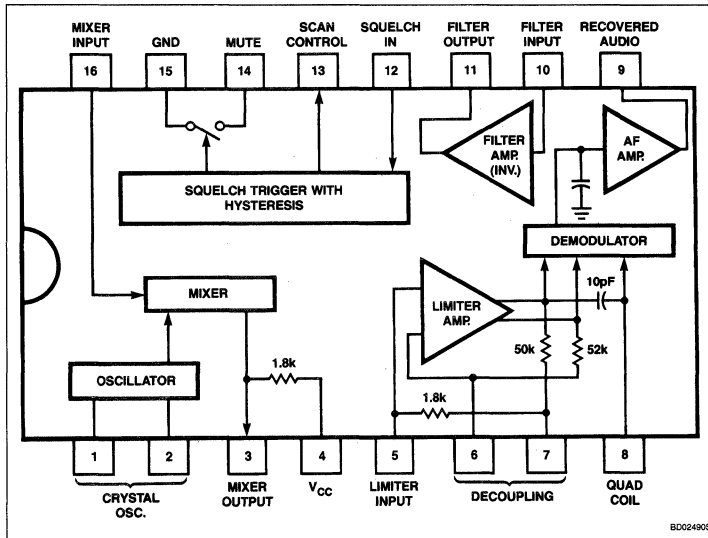 MIXER INPUT
GND
MUTE
SCAN CONTROL
SQUELCH IN
FILTER OUTPUT
FILTER INPUT
RECOVERED AUDIO
16
15
14
13
12
11
10
9
FILTER AMP. (INV.)
AF AMP.
SQUELCH TRIGGER WITH
HYSTERESIS
DEMODULATOR
MIXER
LIMITER AMP.
10pF
50k
52k
OSCILLATOR
1.8k
1.8k
1
2
3
4
5
6
7
8
CRYSTAL OSC.
MIXER OUTPUT
VCC
LIMITER INPUT
DECOUPLING
QUAD COIL
BD02490S